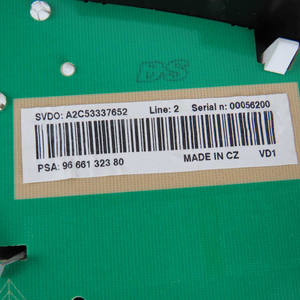 DS
SVDO: A2C53337652 Line: 2 Serial n: 00056200
PSA: 96 661 323 80 MADE IN CZ VD1